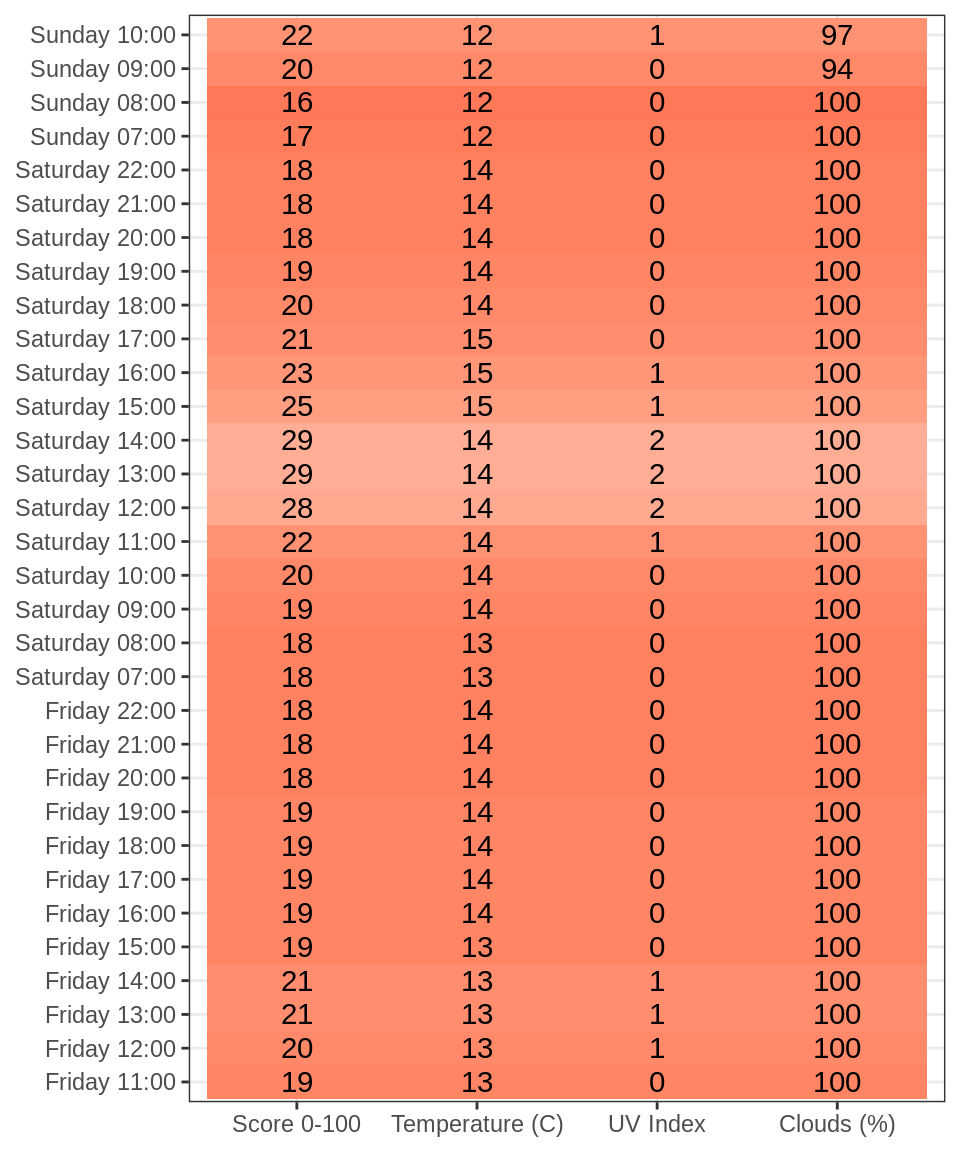 Sunday 10:00 22 12 1 97
Sunday 09:00 20 12 0 94
Sunday 08:00 16 12 0 100
Sunday 07:00 17 12 0 100
Saturday 22:00 18 14 0 100
Saturday 21:00 18 14 0 100
Saturday 20:00 18 14 0 100
Saturday 19:00 19 14 0 100
Saturday 18:00 20 14 0 100
Saturday 17:00 21 15 0 100
Saturday 16:00 23 15 1 100
Saturday 15:00 25 15 1 100
Saturday 14:00 29 14 2 100
Saturday 13:00 29 14 2 100
Saturday 12:00 28 14 2 100
Saturday 11:00 22 14 1 100
Saturday 10:00 20 14 0 100
Saturday 09:00 19 14 0 100
Saturday 08:00 18 13 0 100
Saturday 07:00 18 13 0 100
Friday 22:00 18 14 0 100
Friday 21:00 18 14 0 100
Friday 20:00 18 14 0 100
Friday 19:00 19 14 0 100
Friday 18:00 19 14 0 100
Friday 17:00 19 14 0 100
Friday 16:00 19 14 0 100
Friday 15:00 19 13 0 100
Friday 14:00 21 13 1 100
Friday 13:00 21 13 1 100
Friday 12:00 20 13 1 100
Friday 11:00 19 13 0 100
Score 0-100 Temperature (C) UV Index Clouds (%)